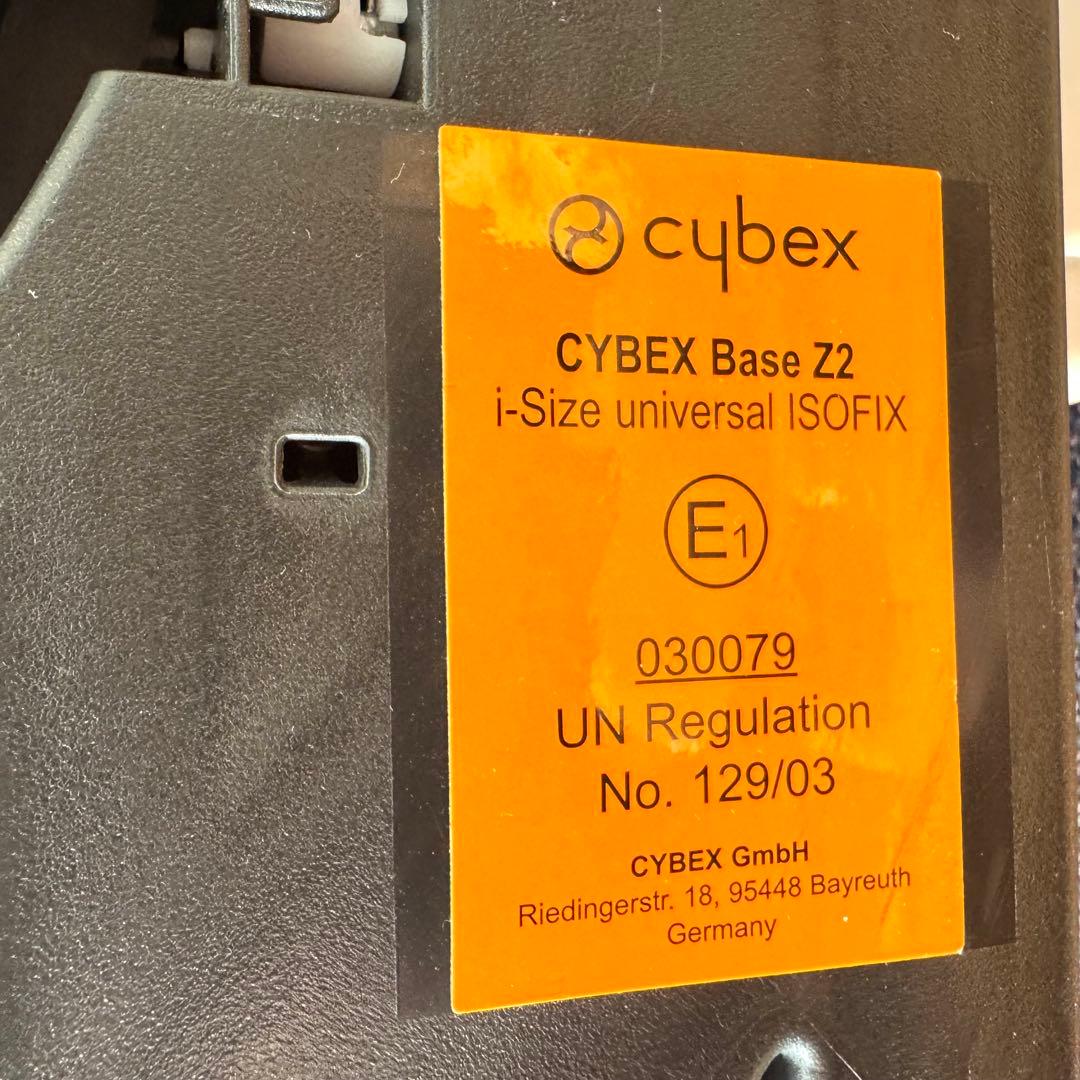 cybex
CYBEX Base Z2
i-Size universal ISOFIX
E1
030079
UN Regulation
No. 129/03
CYBEX GmbH
Riedingerstr. 18, 95448 Bayreuth
Germany